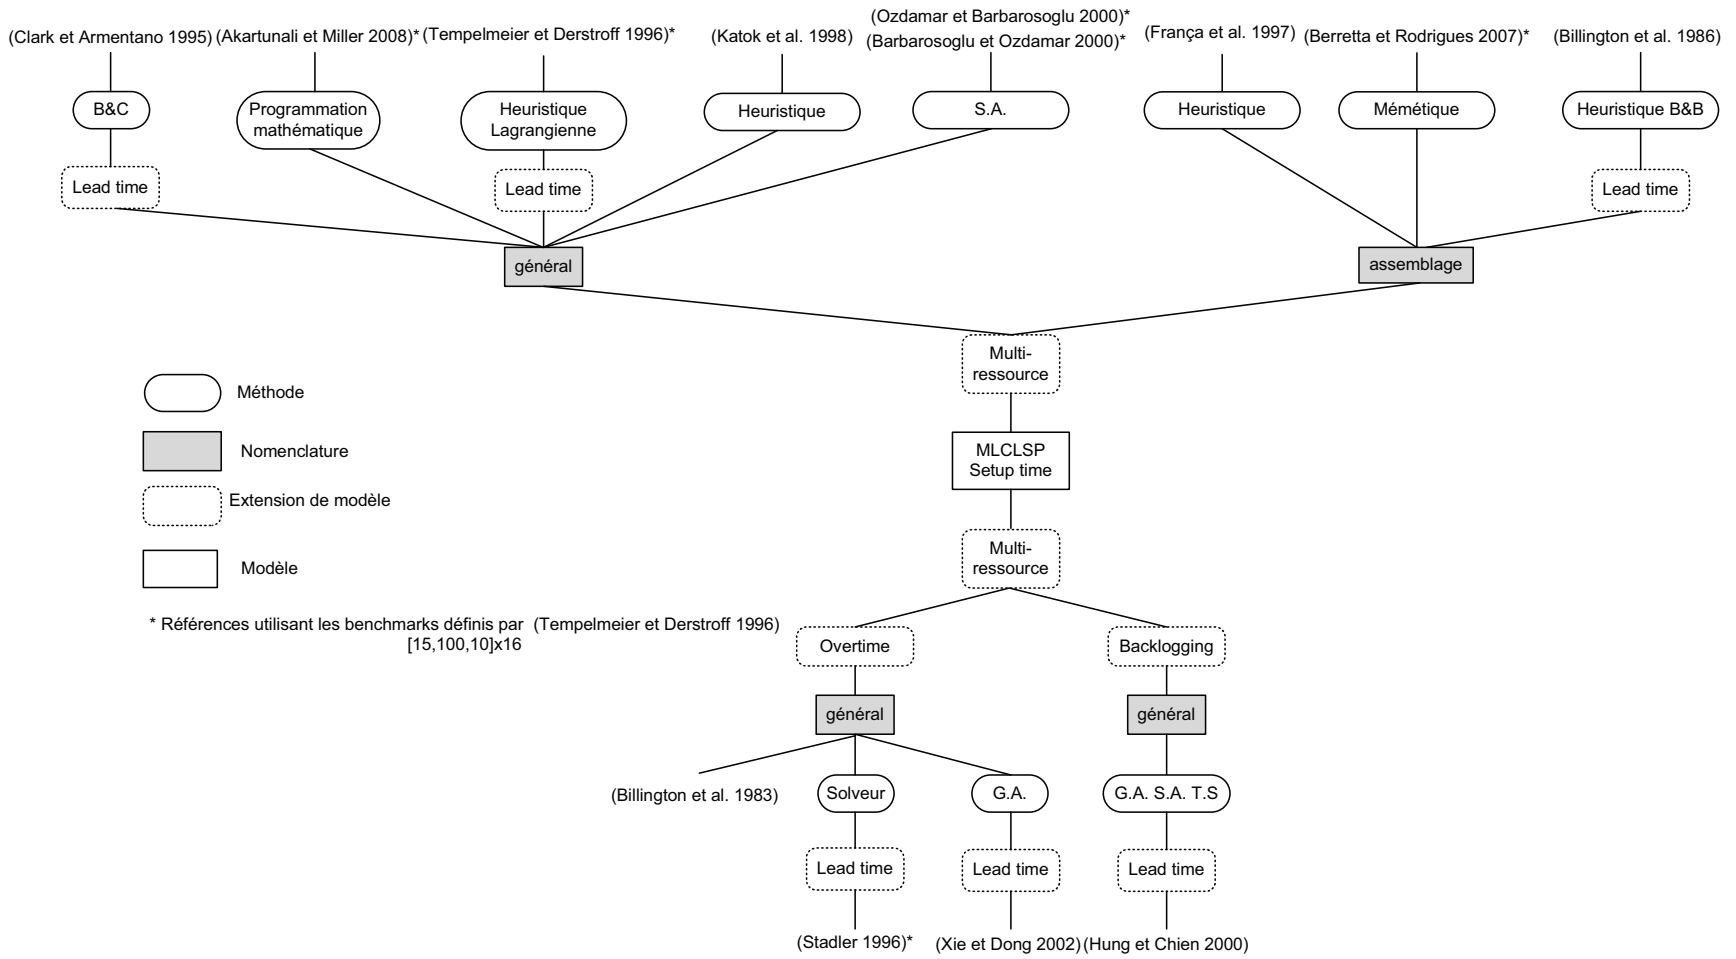 (Ozdamar et Barbarosoglu 2000)*
(Clark et Armentano 1995)
(Akartunali et Miller 2008)*
(Tempelmeier et Derstroff 1996)*
(Katok et al. 1998)
(Barbarosoglu et Ozdamar 2000)*
(França et al. 1997)
(Berretta et Rodrigues 2007)*
(Billington et al. 1986)
B&C
Programmation
mathématique
Heuristique
Lagrangienne
Heuristique
S.A.
Heuristique
Mémétique
Heuristique B&B
Lead time
Lead time
Lead time
général
assemblage
Multi-
ressource
MLCLSP
Setup time
Multi-
ressource
Méthode
Nomenclature
Extension de modèle
Modèle
* Références utilisant les benchmarks définis par (Tempelmeier et Derstroff 1996)
[15,100,10]x16
Overtime
Backlogging
général
général
(Billington et al. 1983)
Solveur
G.A.
G.A. S.A. T.S
Lead time
Lead time
Lead time
(Stadler 1996)*
(Xie et Dong 2002)
(Hung et Chien 2000)